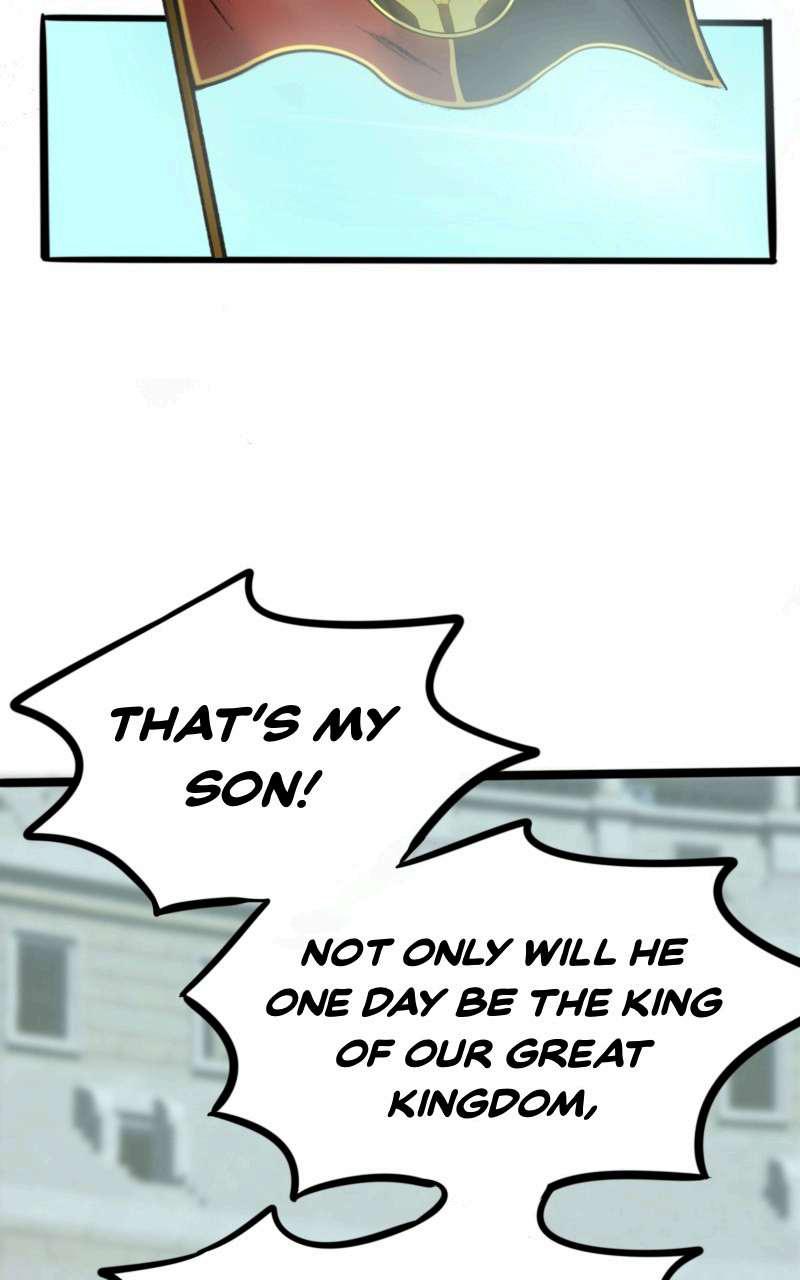 THAT'S MY
SON!
NOT ONLY WILL HE
ONE DAY BE THE KING
OF OUR GREAT
KINGDOM,